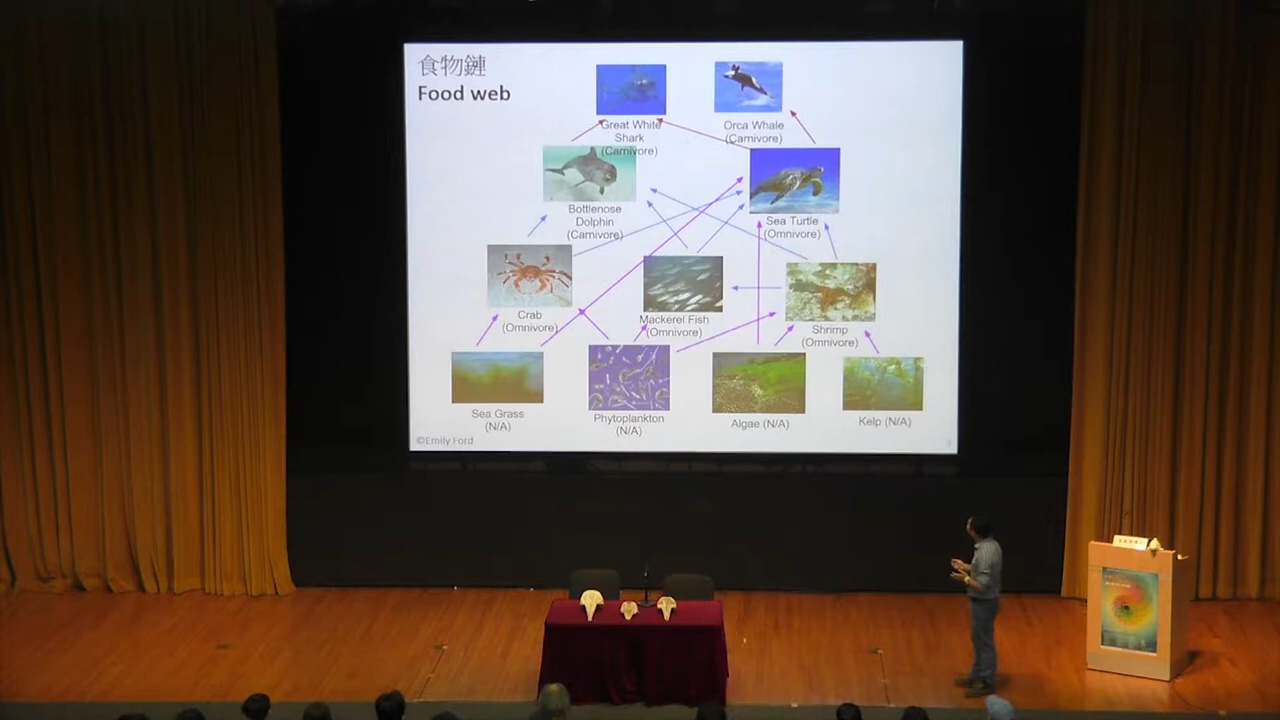 食物鏈
Food web
Great White
Shark
(Carnivore)
Orca Whale
(Carnivore)
Bottlenose
Dolphin
(Carnivore)
Sea Turtle
(Omnivore)
Crab
(Omnivore)
Mackerel Fish
(Omnivore)
Shrimp
(Omnivore)
Sea Grass
(N/A)
Phytoplankton
(N/A)
Algae (N/A)
Kelp (N/A)
©Emily Ford